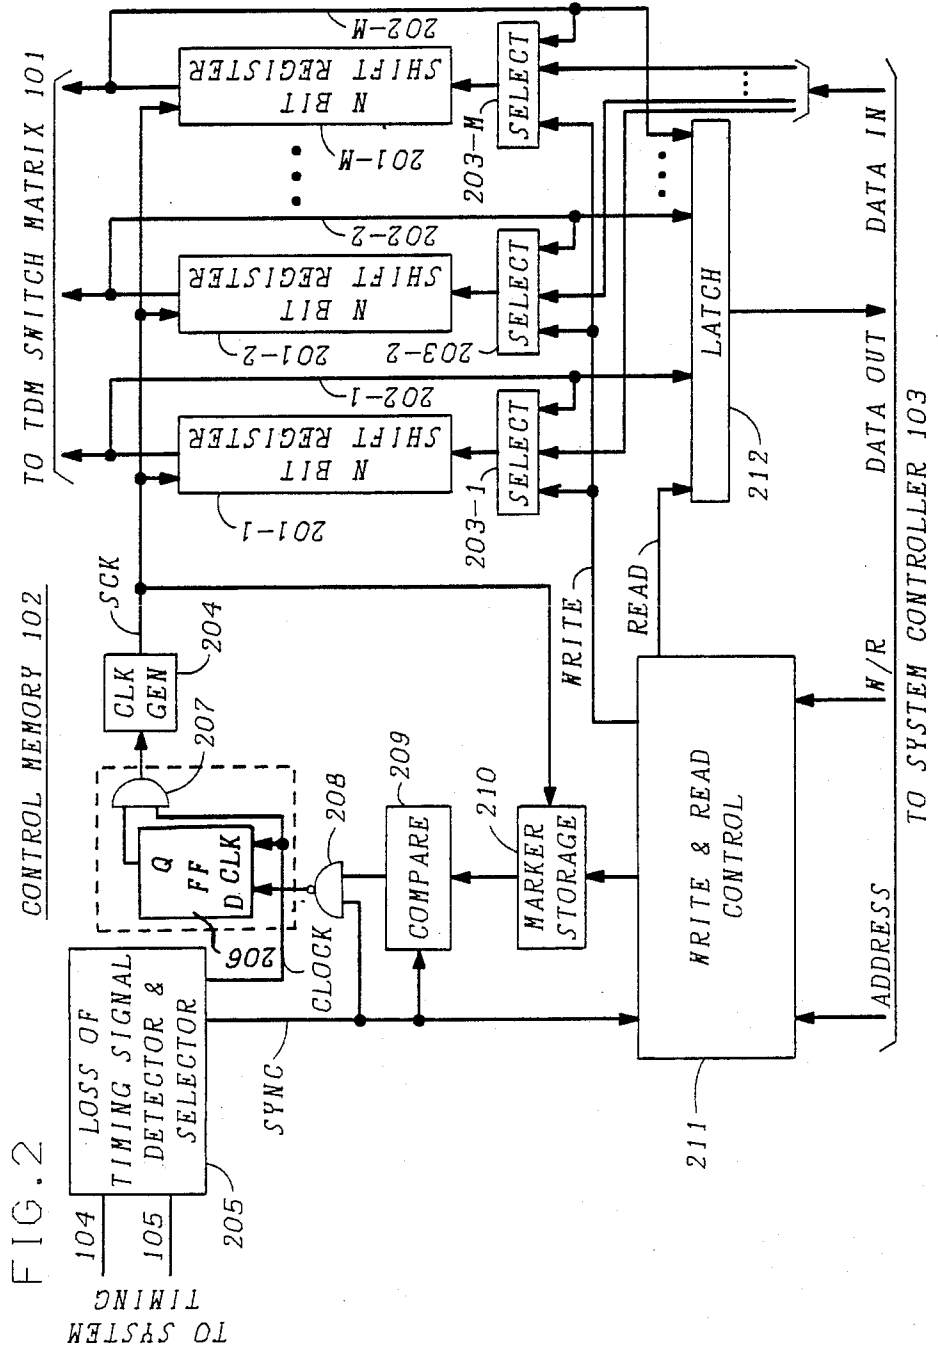 FIG.2
CONTROL MEMORY 102
TO TDM SWITCH MATRIX 101
TO SYSTEM
TIMING
104
105
LOSS OF
TIMING SIGNAL
DETECTOR &
SELECTOR
205
SYNC
CLOCK
206
Q
FF
D CLK
207
CLK
GEN
204
SCK
208
COMPARE
209
MARKER
STORAGE
210
WRITE & READ
CONTROL
211
WRITE
READ
N BIT
SHIFT REGISTER
201-1
202-1
SELECT
203-1
N BIT
SHIFT REGISTER
201-2
202-2
SELECT
203-2
N BIT
SHIFT REGISTER
201-M
202-M
SELECT
203-M
LATCH
212
ADDRESS
W/R
DATA OUT
DATA IN
TO SYSTEM CONTROLLER 103